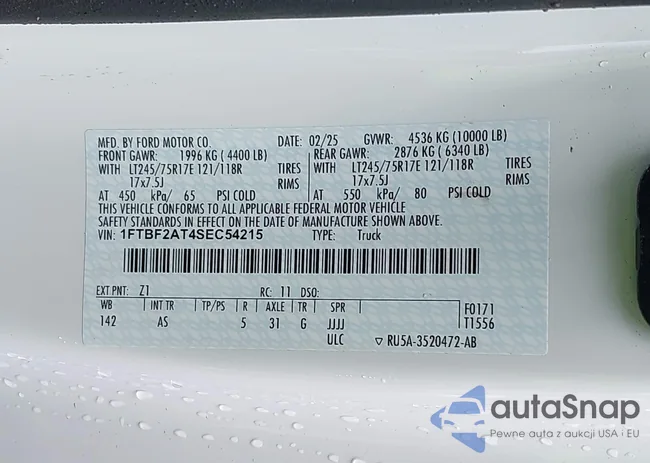 MFD. BY FORD MOTOR CO. DATE: 02/25 GVWR: 4536 KG (10000 LB)
FRONT GAWR: 1996 KG (4400 LB) REAR GAWR: 2876 KG (6340 LB)
WITH LT245/75R17E 121/118R TIRES WITH LT245/75R17E 121/118R TIRES
17x7.5J RIMS 17x7.5J RIMS
AT 450 kPa/ 65 PSI COLD AT 550 kPa/ 80 PSI COLD
THIS VEHICLE CONFORMS TO ALL APPLICABLE FEDERAL MOTOR VEHICLE
SAFETY STANDARDS IN EFFECT ON THE DATE OF MANUFACTURE SHOWN ABOVE.
VIN: 1FTBF2AT4SEC54215 TYPE: Truck
EXT PNT: Z1 RC: 11 DSO:
WB INT TR TP/PS R AXLE TR SPR F0171
142 AS 5 31 G JJJJ T1556
ULC ▽ RU5A-3520472-AB
autaSnap
Pewne auta z aukcji USA i EU